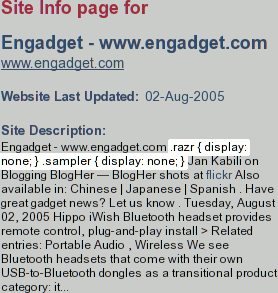 Site Info page for
Engadget - www.engadget.com
www.engadget.com
Website Last Updated: 02-Aug-2005
Site Description:
Engadget - www.engadget.com .razr { display:
none; } .sampler { display: none; } Jan Kabili on
Blogging BlogHer — BlogHer shots at flickr Also
available in: Chinese | Japanese | Spanish . Have
great gadget news? Let us know . Tuesday, August
02, 2005 Hippo iWish Bluetooth headset provides
remote control, plug-and-play install > Related
entries: Portable Audio , Wireless We see
Bluetooth headsets that come with their own
USB-to-Bluetooth dongles as a transitional product
category: it...